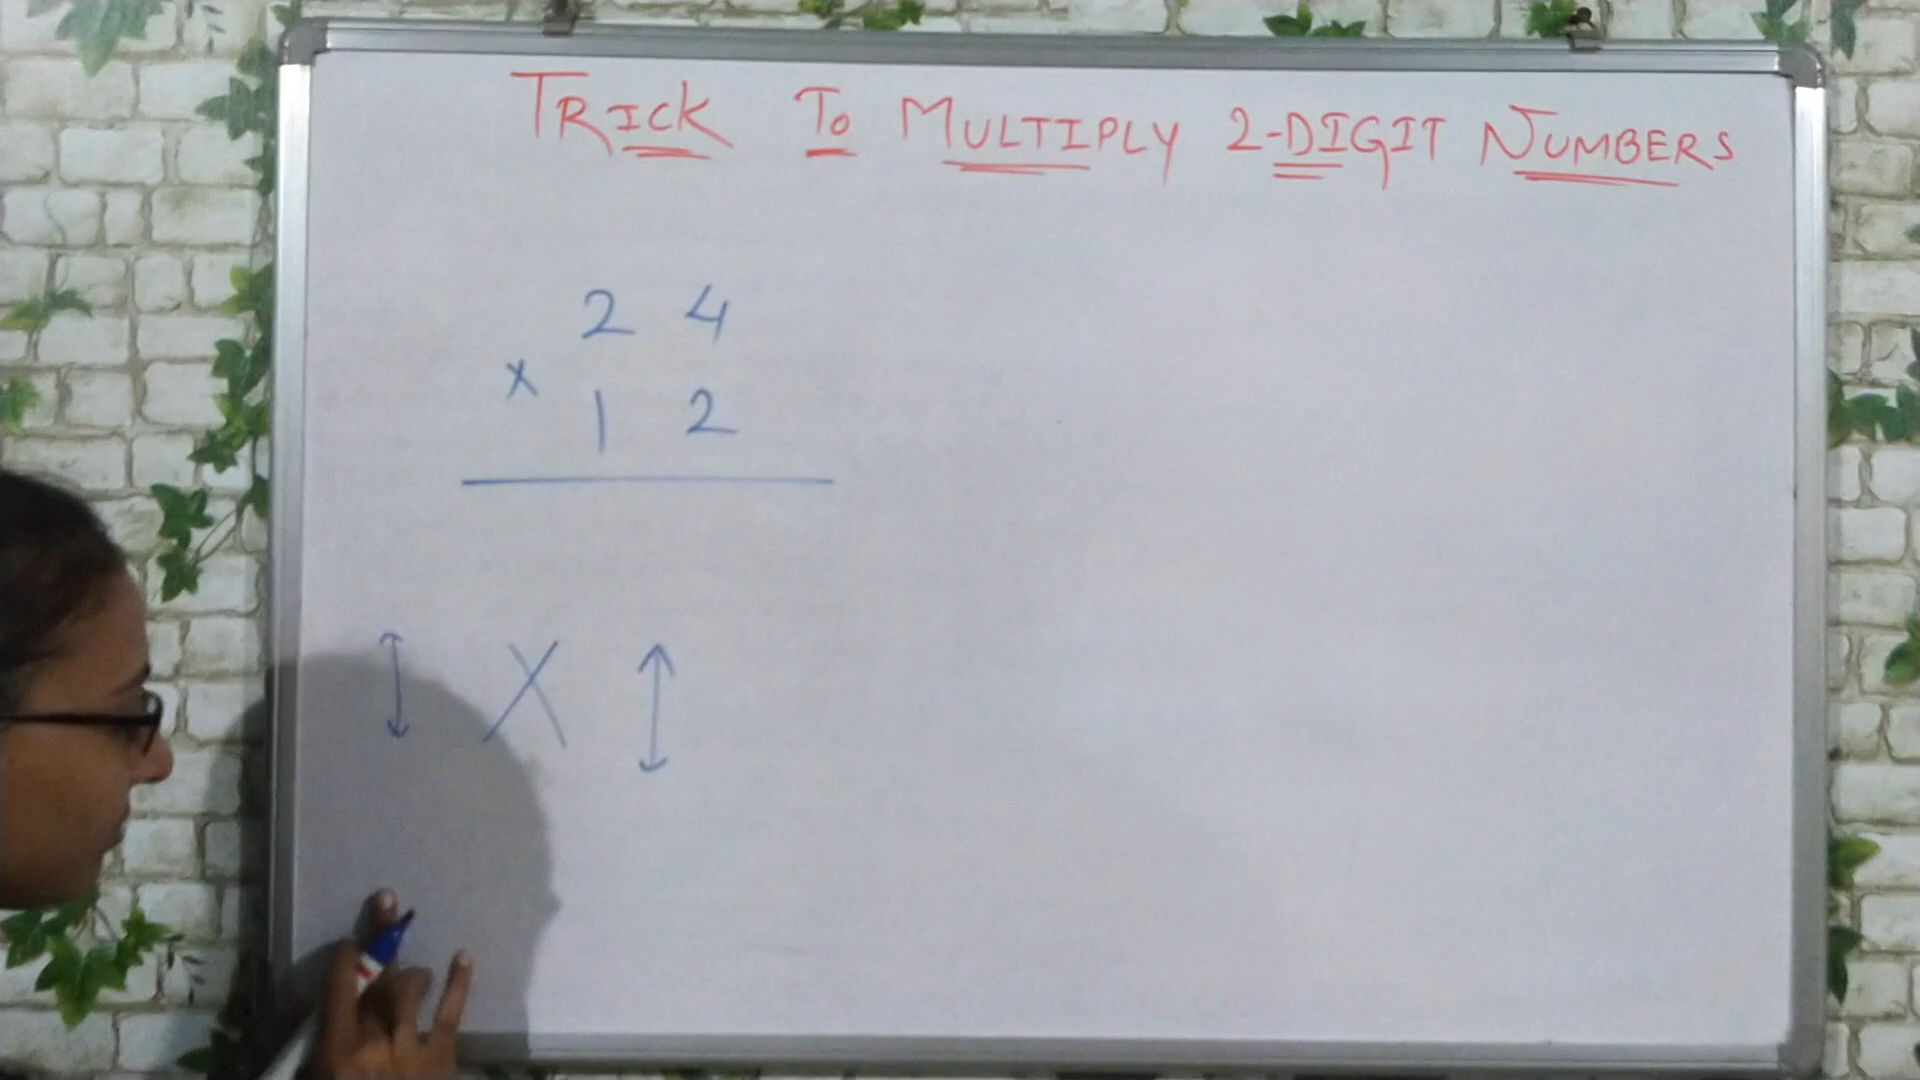 TRICK TO MULTIPLY 2-DIGIT NUMBERS
2 4
x
1 2
↕ X ↕